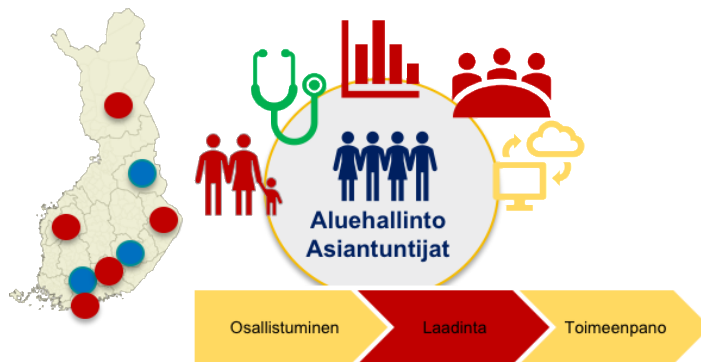 Aluehallinto
Asiantuntijat
Osallistuminen
Laadinta
Toimeenpano